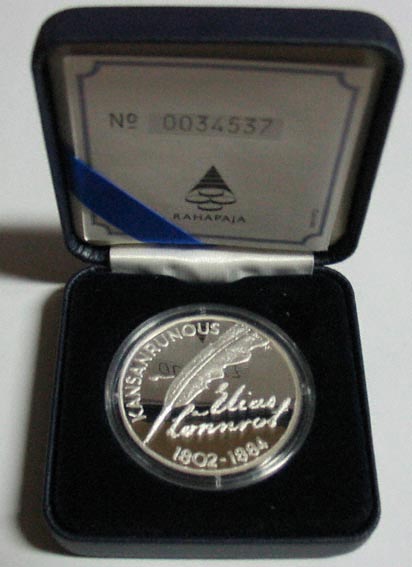 Nº 0034537
RAHAPAJA
KANSANRUNOUS
Elias
Lönnrot
1802-1884